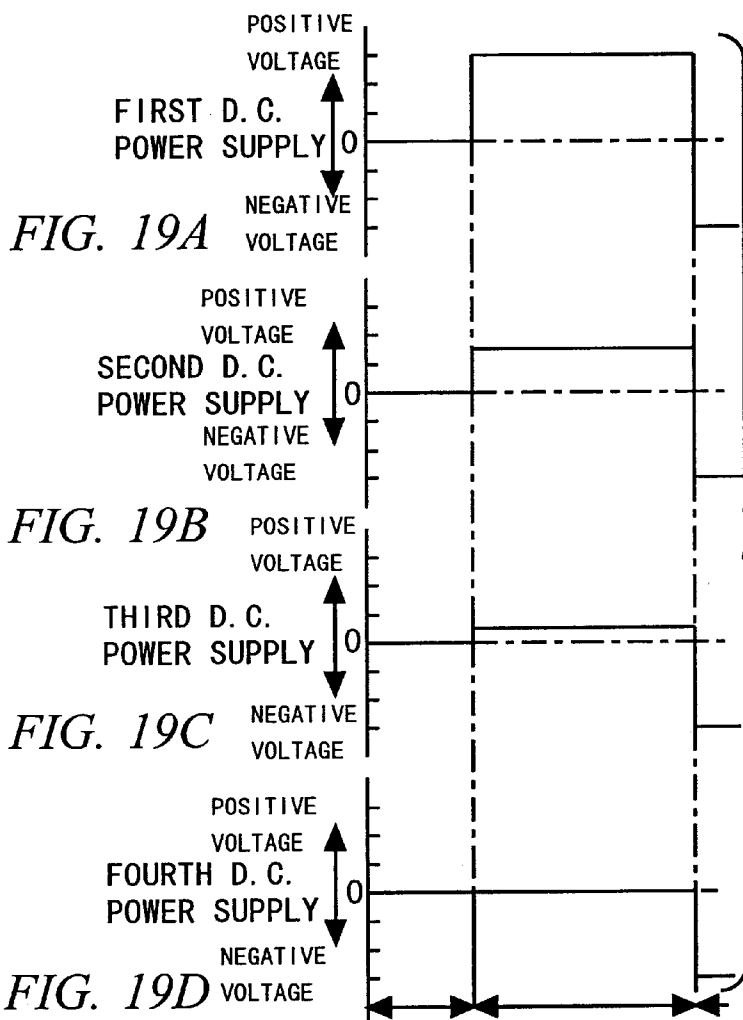 POSITIVE
VOLTAGE
FIRST D. C.
POWER SUPPLY 0
NEGATIVE
VOLTAGE
FIG. 19A
POSITIVE
VOLTAGE
SECOND D. C.
POWER SUPPLY 0
NEGATIVE
VOLTAGE
FIG. 19B
POSITIVE
VOLTAGE
THIRD D. C.
POWER SUPPLY 0
NEGATIVE
VOLTAGE
FIG. 19C
POSITIVE
VOLTAGE
FOURTH D. C.
POWER SUPPLY 0
NEGATIVE
VOLTAGE
FIG. 19D